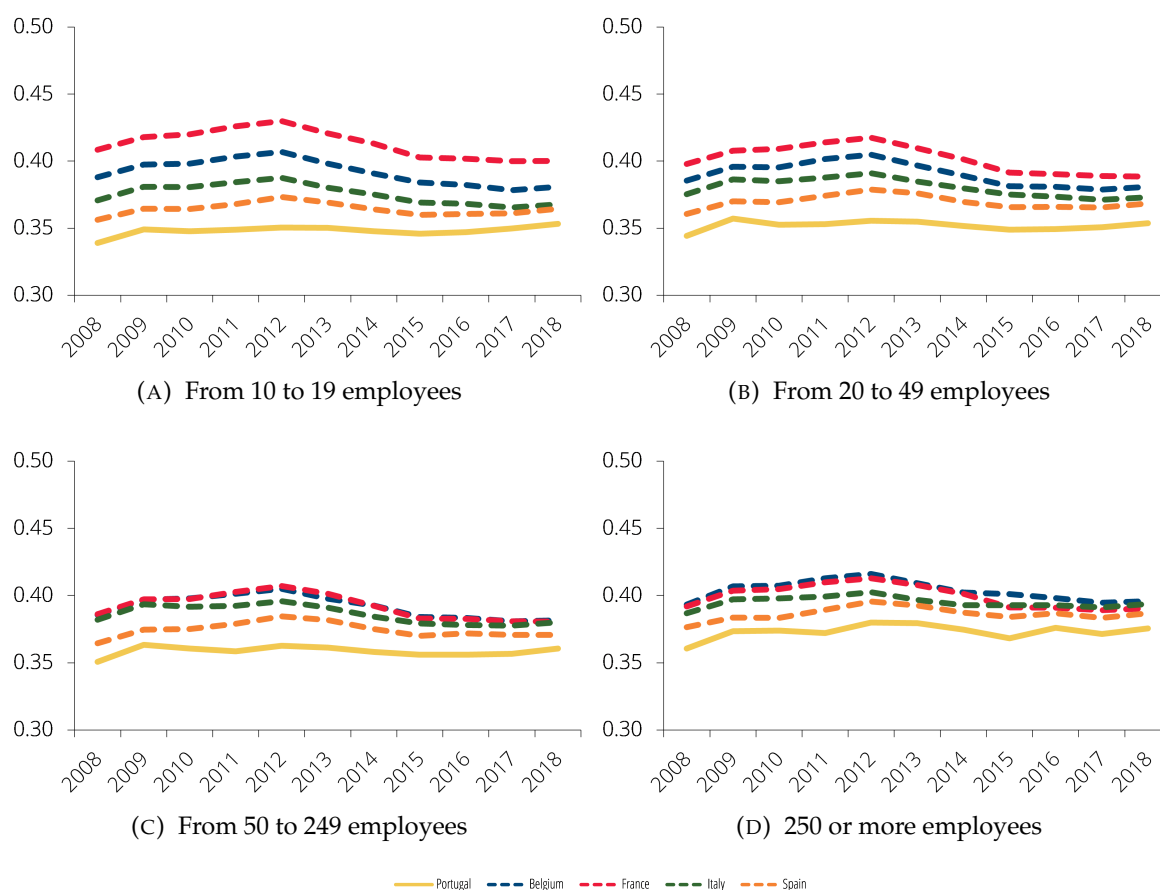 0.50
0.45
0.40
0.35
0.30
2008 2009 2010 2011 2012 2013 2014 2015 2016 2017 2018
(A) From 10 to 19 employees
0.50
0.45
0.40
0.35
0.30
2008 2009 2010 2011 2012 2013 2014 2015 2016 2017 2018
(B) From 20 to 49 employees
0.50
0.45
0.40
0.35
0.30
2008 2009 2010 2011 2012 2013 2014 2015 2016 2017 2018
(C) From 50 to 249 employees
0.50
0.45
0.40
0.35
0.30
2008 2009 2010 2011 2012 2013 2014 2015 2016 2017 2018
(D) 250 or more employees
Portugal Belgium France Italy Spain